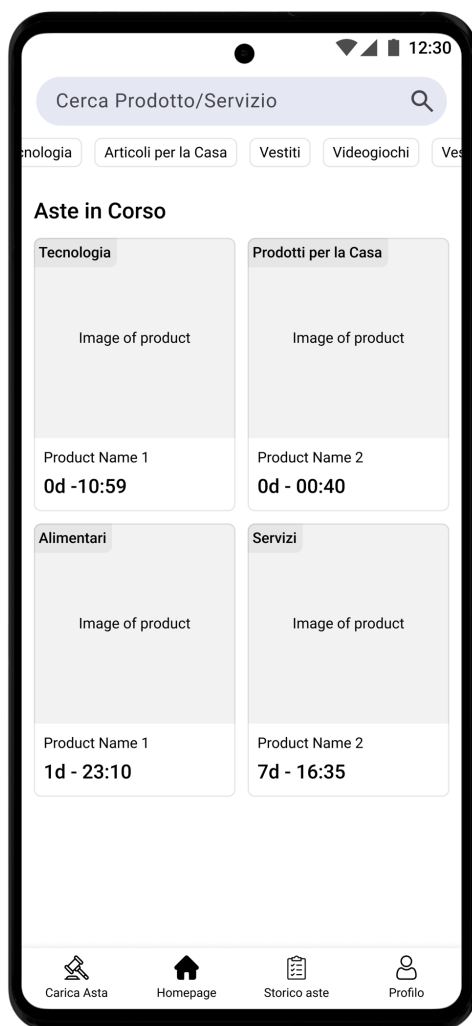 12:30
Cerca Prodotto/Servizio
nologia Articoli per la Casa Vestiti Videogiochi Ves
Aste in Corso
Tecnologia Prodotti per la Casa
Image of product Image of product
Product Name 1 Product Name 2
0d -10:59 0d - 00:40
Alimentari Servizi
Image of product Image of product
Product Name 1 Product Name 2
1d - 23:10 7d - 16:35
Carica Asta Homepage Storico aste Profilo